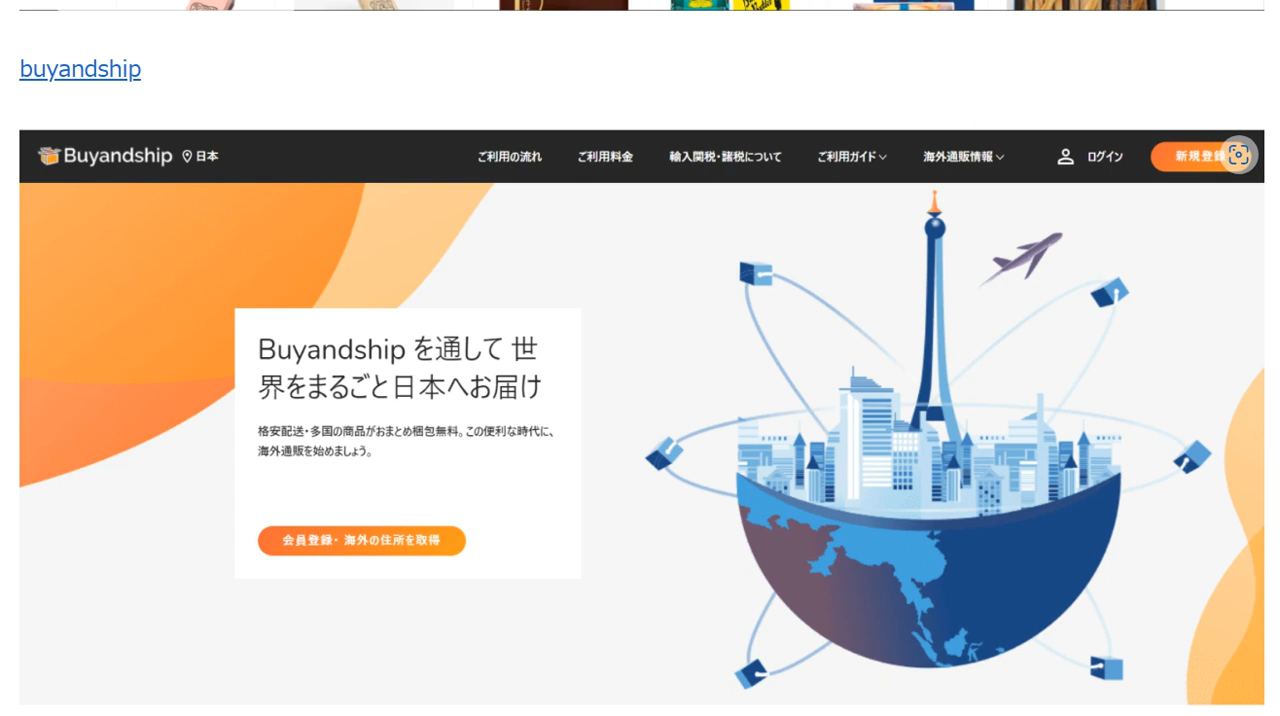 buyandship
Buyandship 日本
ご利用の流れ
ご利用料金
輸入関税・諸税について
ご利用ガイド
海外通販情報
ログイン
新規登録
Buyandship を通して 世
界をまるごと日本へお届け
格安配送・多国の商品がおまとめ梱包無料。この便利な時代に、
海外通販を始めましょう。
会員登録・ 海外の住所を取得